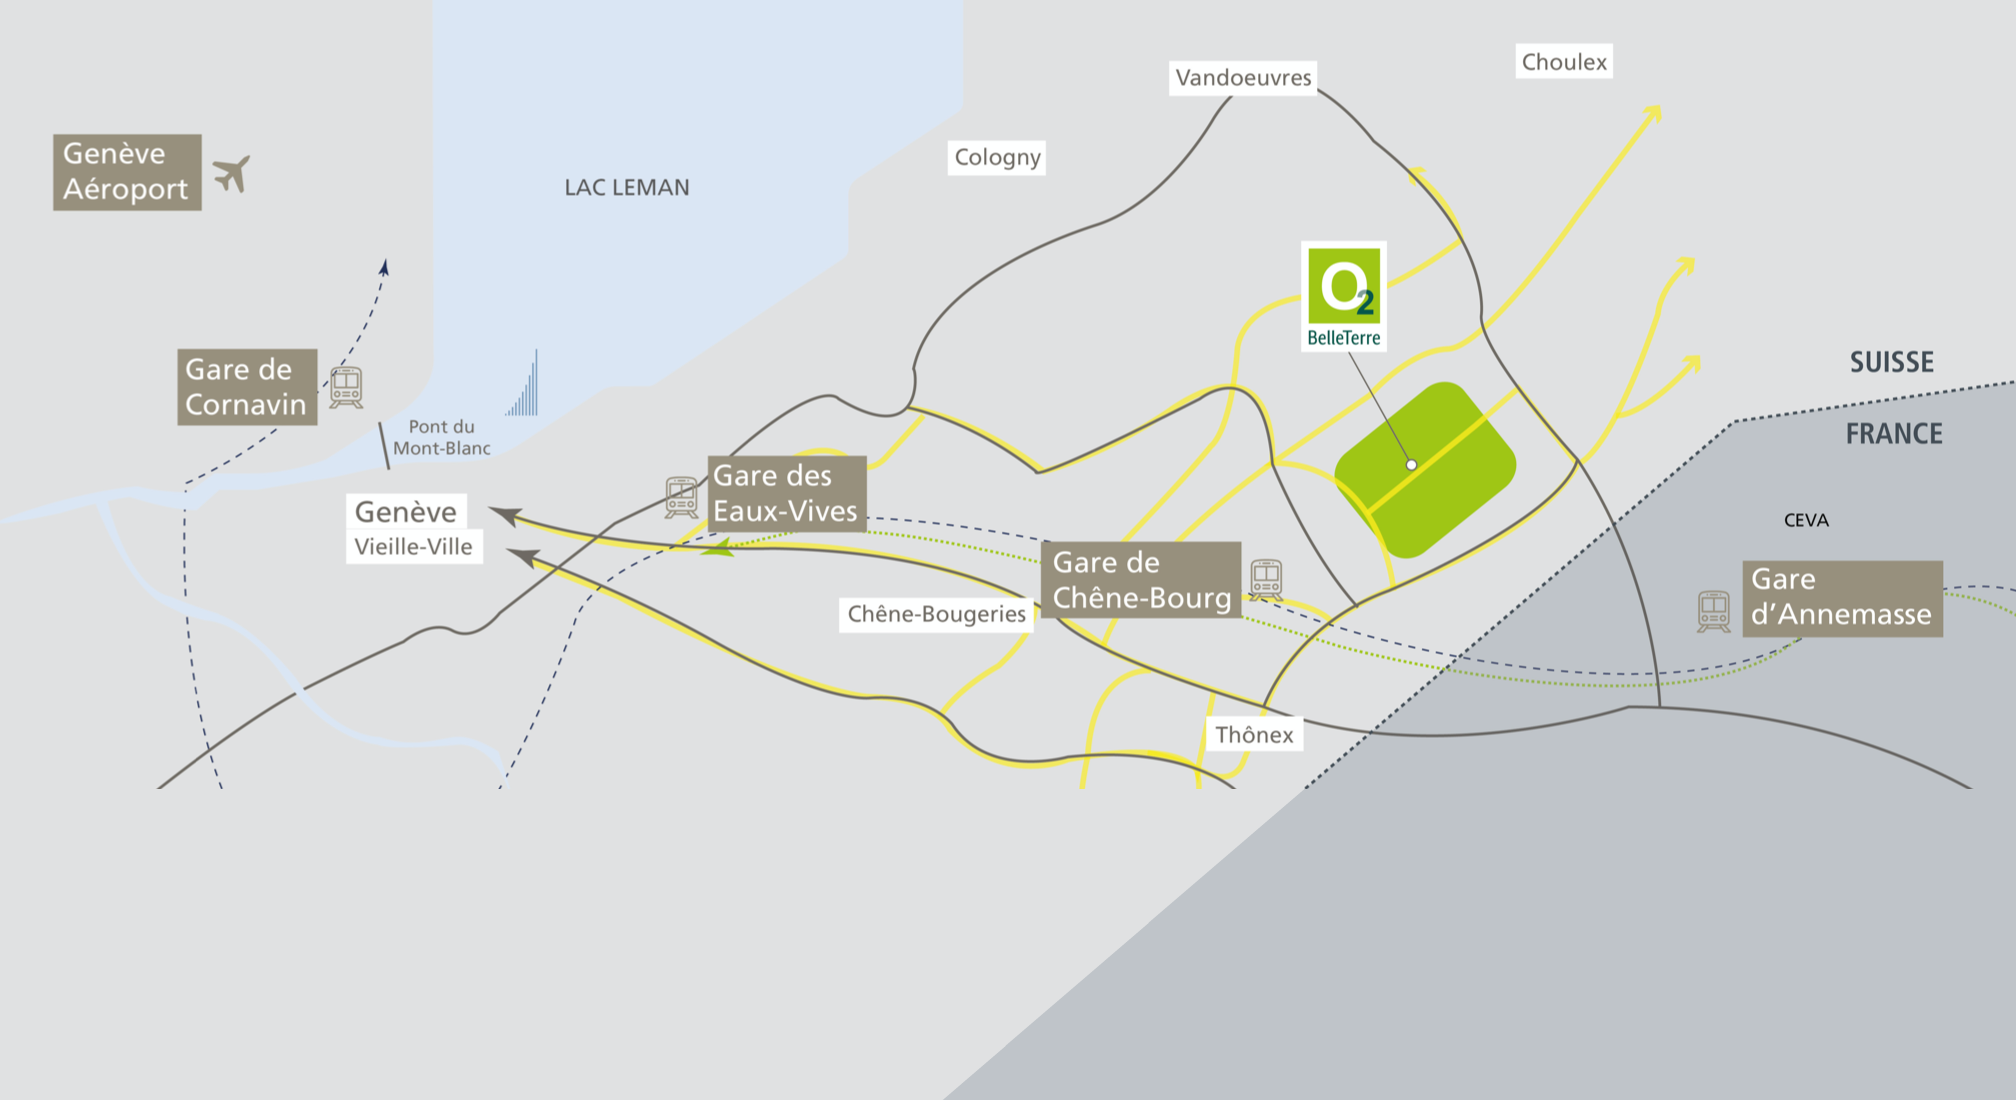 Choulex
Vandoeuvres
Genève
Aéroport
Cologny
LAC LEMAN
O2
BelleTerre
SUISSE
Gare de
Cornavin
FRANCE
Pont du
Mont-Blanc
Gare des
Eaux-Vives
Genève
Vieille-Ville
CEVA
Gare de
Chêne-Bourg
Gare
d’Annemasse
Chêne-Bougeries
Thônex